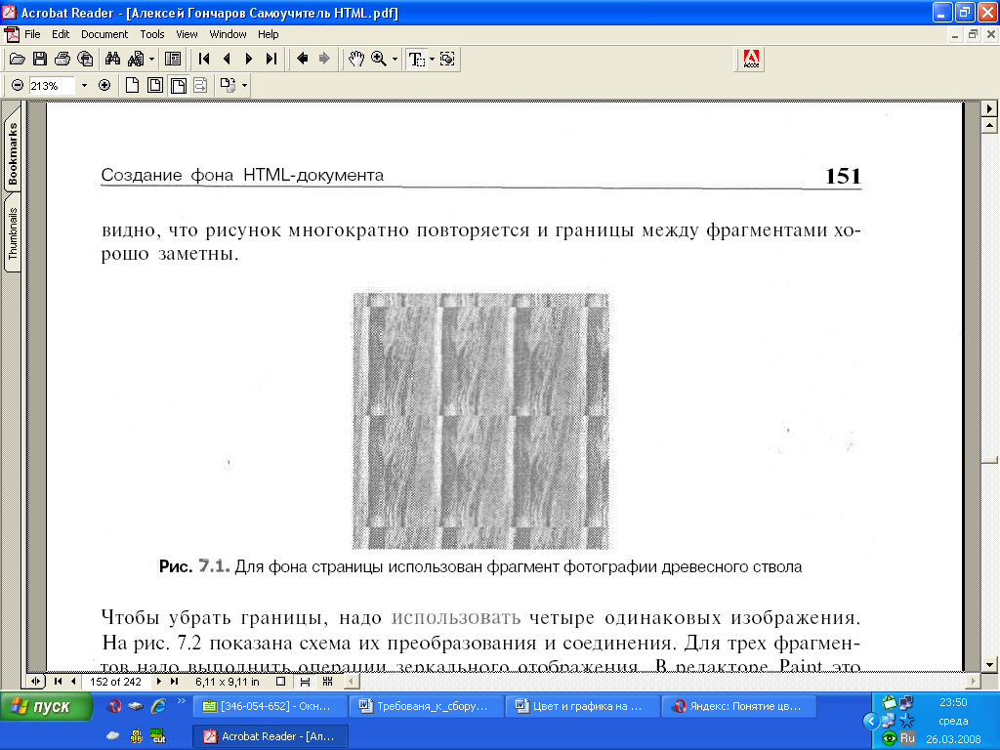 Acrobat Reader - [Алексей Гончаров Самоучитель HTML.pdf]
File Edit Document Tools View Window Help
Adobe
213%
Bookmarks
Thumbnails
Создание фона HTML-документа 151
видно, что рисунок многократно повторяется и границы между фрагментами хо-
рошо заметны.
Рис. 7.1. Для фона страницы использован фрагмент фотографии древесного ствола
Чтобы убрать границы, надо использовать четыре одинаковых изображения.
На рис. 7.2 показана схема их преобразования и соединения. Для трех фрагмен-
тов надо выполнить операции зеркального отображения. В редакторе Paint это
152 of 242 6,11 x 9,11 in
пуск
[346-054-652] - Окн...
Требованя_к_сбору...
Цвет и графика на ...
Яндекс: Понятие цв...
Acrobat Reader - [Ал...
Ru
23:50
среда
26.03.2008